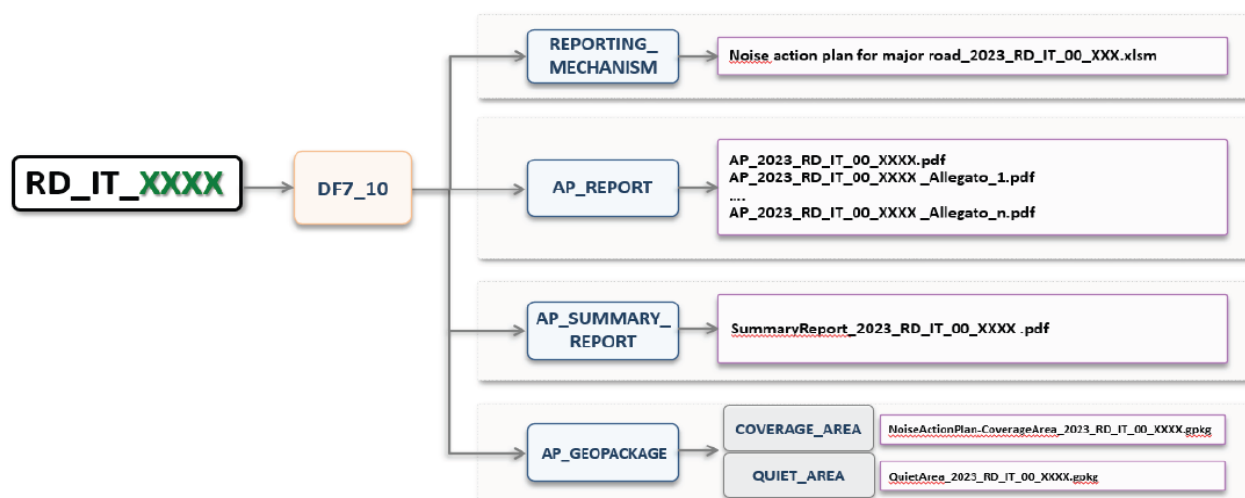 RD_IT_XXXX
DF7_10
REPORTING_
MECHANISM
Noise action plan for major road_2023_RD_IT_00_XXX.xlsm
AP_REPORT
AP_2023_RD_IT_00_XXXX.pdf
AP_2023_RD_IT_00_XXXX _Allegato_1.pdf
....
AP_2023_RD_IT_00_XXXX _Allegato_n.pdf
AP_SUMMARY_
REPORT
SummaryReport_2023_RD_IT_00_XXXX .pdf
AP_GEOPACKAGE
COVERAGE_AREA
NoiseActionPlan-CoverageArea_2023_RD_IT_00_XXXX.gpkg
QUIET_AREA
QuietArea_2023_RD_IT_00_XXXX.gpkg